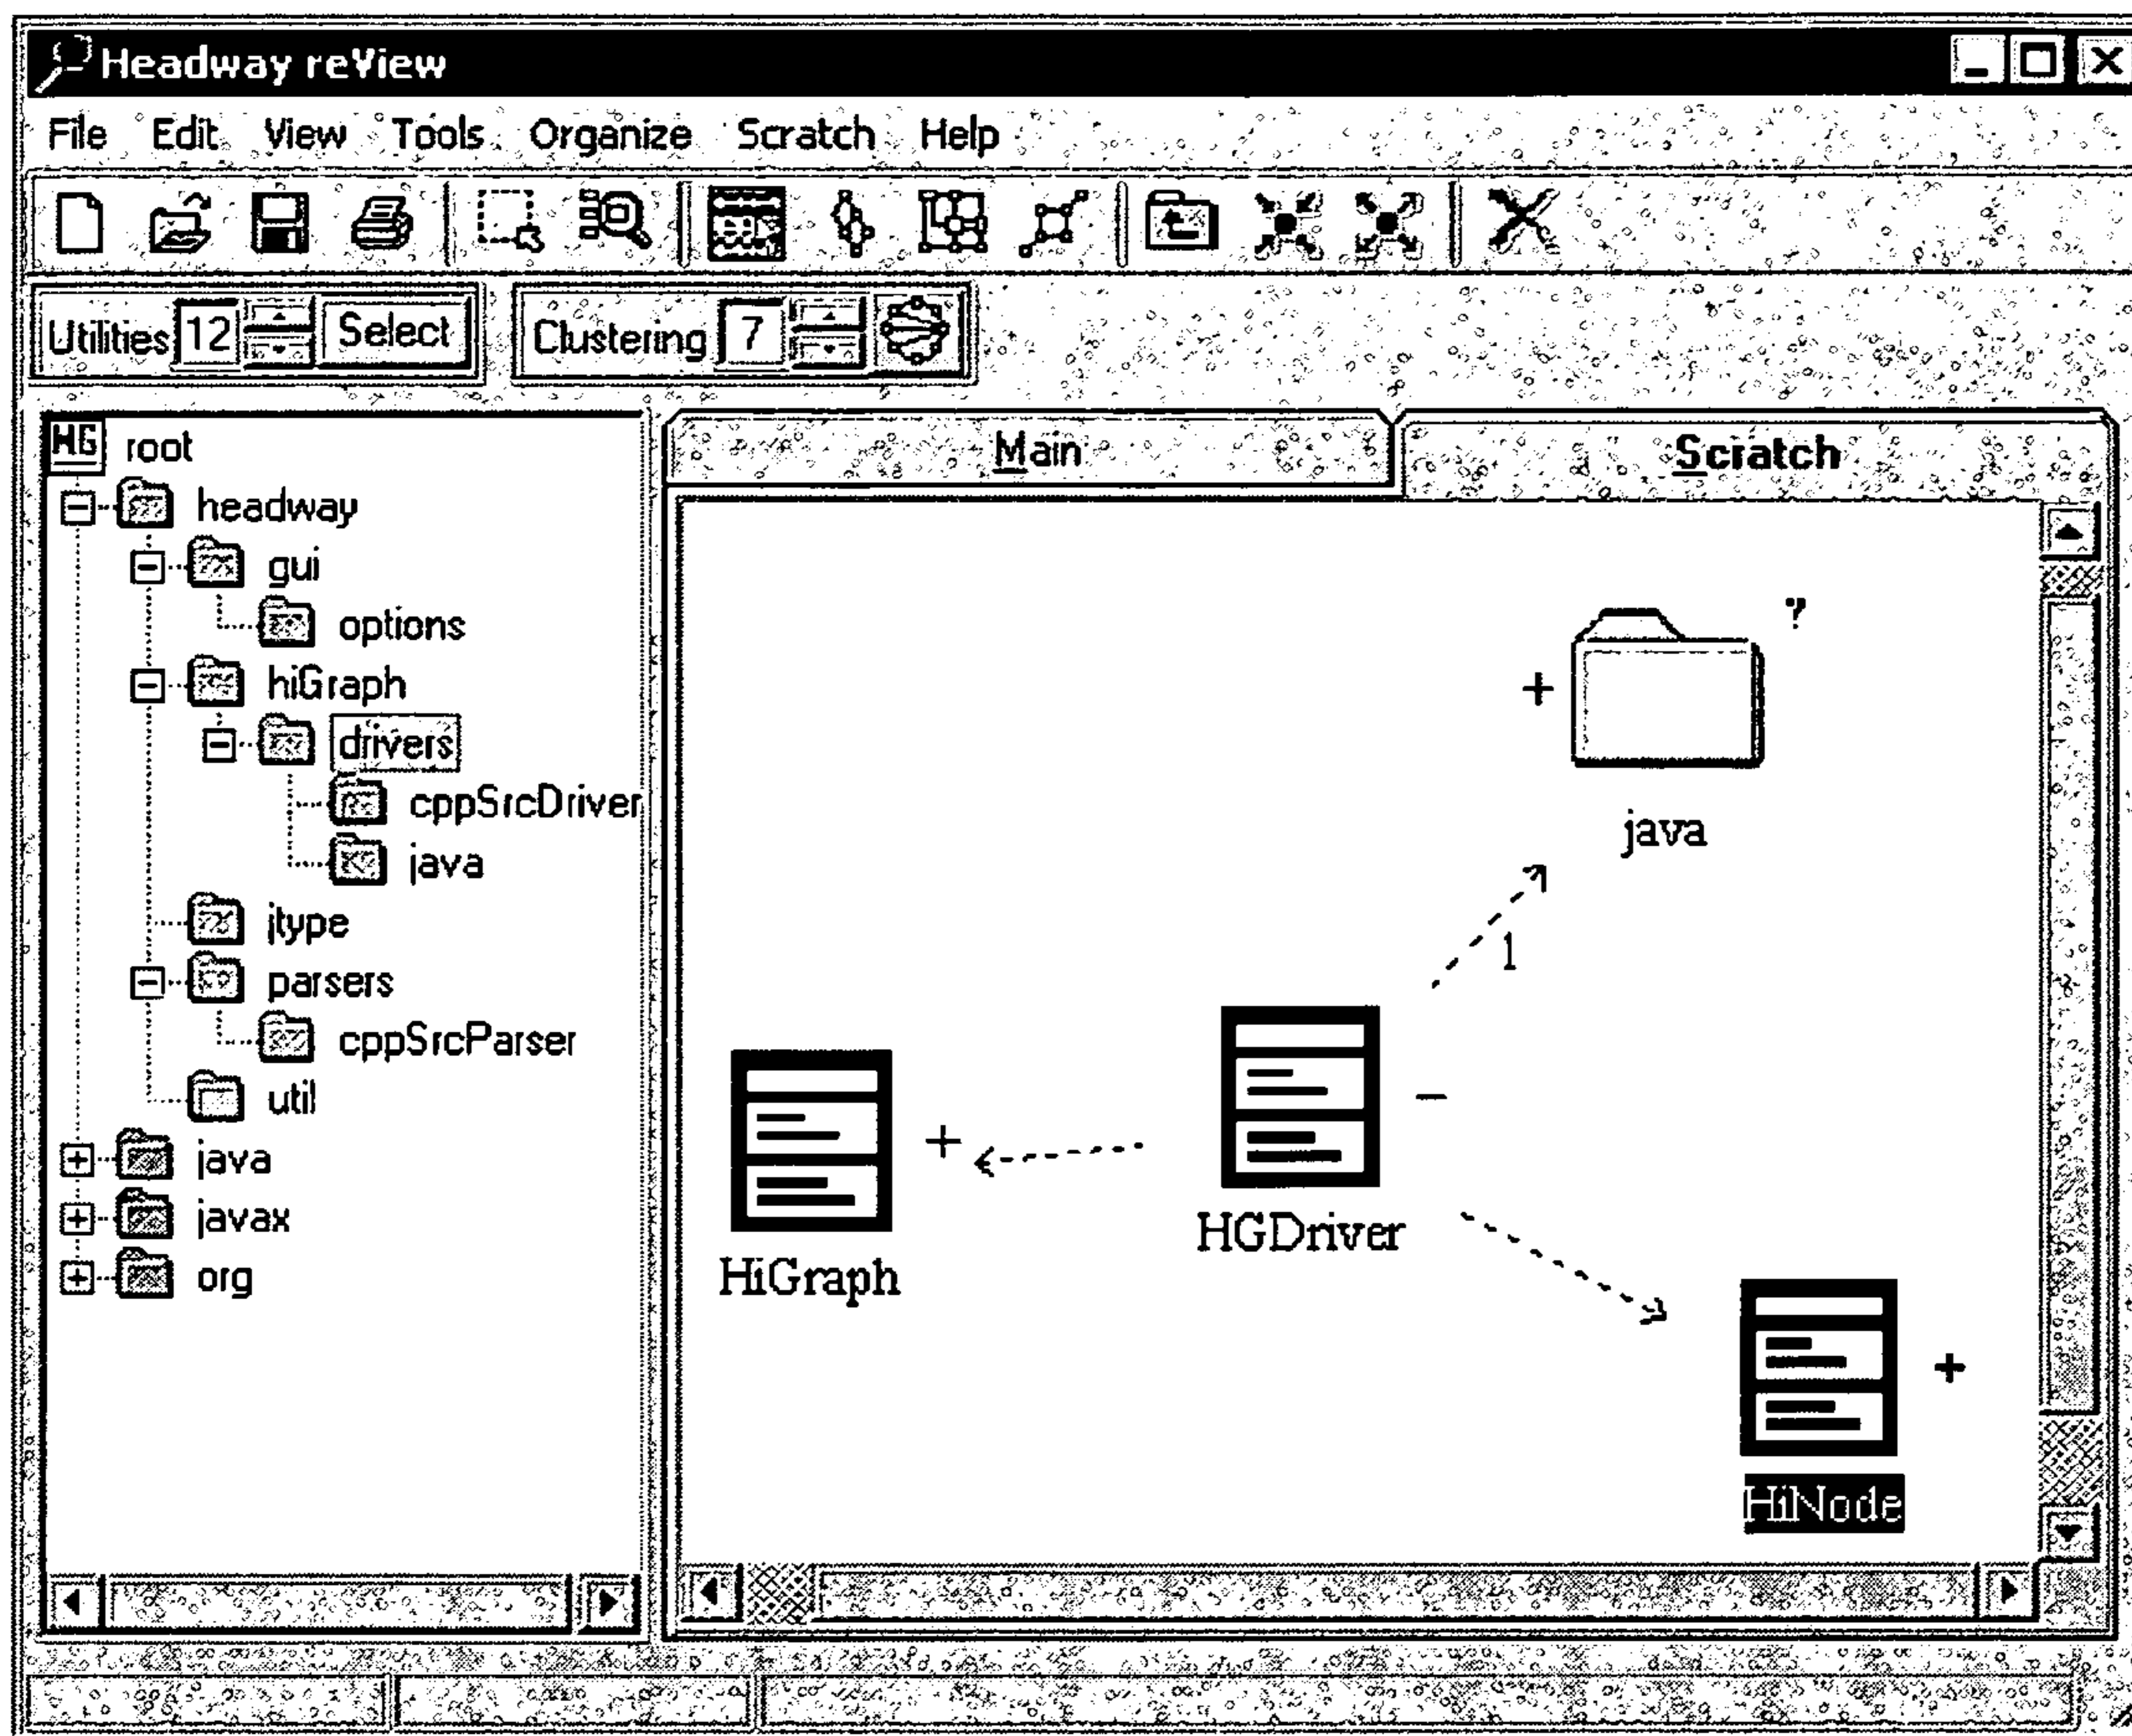 Headway reView
File Edit View Tools Organize Scratch Help
Utilities 12 Select Clustering 7
HG root
headway
gui
options
hiGraph
drivers
cppSrcDriver
java
jtype
parsers
cppSrcParser
util
java
javax
org
Main Scratch
?
+
java
1
+
-
HGDriver
HiGraph
+
HiNode